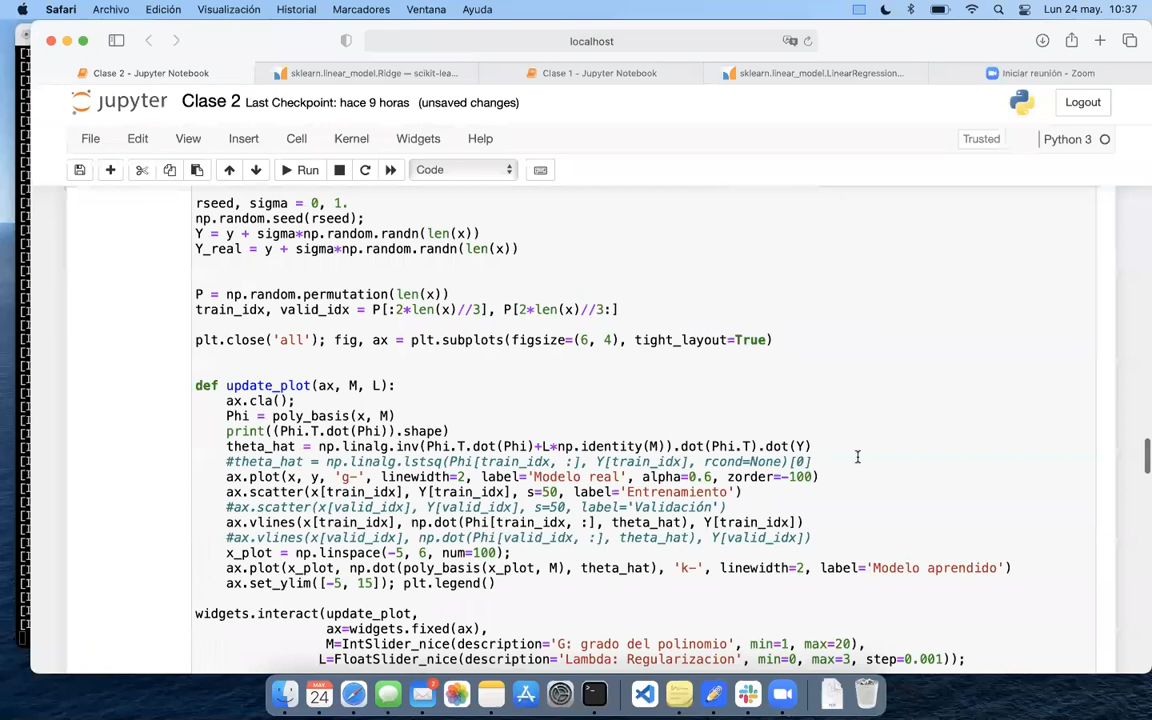 Safari Archivo Edición Visualización Historial Marcadores Ventana Ayuda Lun 24 may. 10:37
localhost
Clase 2 - Jupyter Notebook sklearn.linear_model.Ridge — scikit-lea... Clase 1 - Jupyter Notebook sklearn.linear_model.LinearRegression... Iniciar reunión - Zoom
jupyter Clase 2 Last Checkpoint: hace 9 horas (unsaved changes) Logout
File Edit View Insert Cell Kernel Widgets Help Trusted Python 3
Run Code
rseed, sigma = 0, 1.
np.random.seed(rseed);
Y = y + sigma*np.random.randn(len(x))
Y_real = y + sigma*np.random.randn(len(x))
P = np.random.permutation(len(x))
train_idx, valid_idx = P[:2*len(x)//3], P[2*len(x)//3:]
plt.close('all'); fig, ax = plt.subplots(figsize=(6, 4), tight_layout=True)
def update_plot(ax, M, L):
ax.cla();
Phi = poly_basis(x, M)
print((Phi.T.dot(Phi)).shape)
theta_hat = np.linalg.inv(Phi.T.dot(Phi)+L*np.identity(M)).dot(Phi.T).dot(Y)
#theta_hat = np.linalg.lstsq(Phi[train_idx, :], Y[train_idx], rcond=None)[0]
ax.plot(x, y, 'g-', linewidth=2, label='Modelo real', alpha=0.6, zorder=-100)
ax.scatter(x[train_idx], Y[train_idx], s=50, label='Entrenamiento')
#ax.scatter(x[valid_idx], Y[valid_idx], s=50, label='Validación')
ax.vlines(x[train_idx], np.dot(Phi[train_idx, :], theta_hat), Y[train_idx])
#ax.vlines(x[valid_idx], np.dot(Phi[valid_idx, :], theta_hat), Y[valid_idx])
x_plot = np.linspace(-5, 6, num=100);
ax.plot(x_plot, np.dot(poly_basis(x_plot, M), theta_hat), 'k-', linewidth=2, label='Modelo aprendido')
ax.set_ylim([-5, 15]); plt.legend()
widgets.interact(update_plot,
ax=widgets.fixed(ax),
M=IntSlider_nice(description='G: grado del polinomio', min=1, max=20),
L=FloatSlider_nice(description='Lambda: Regularizacion', min=0, max=3, step=0.001));